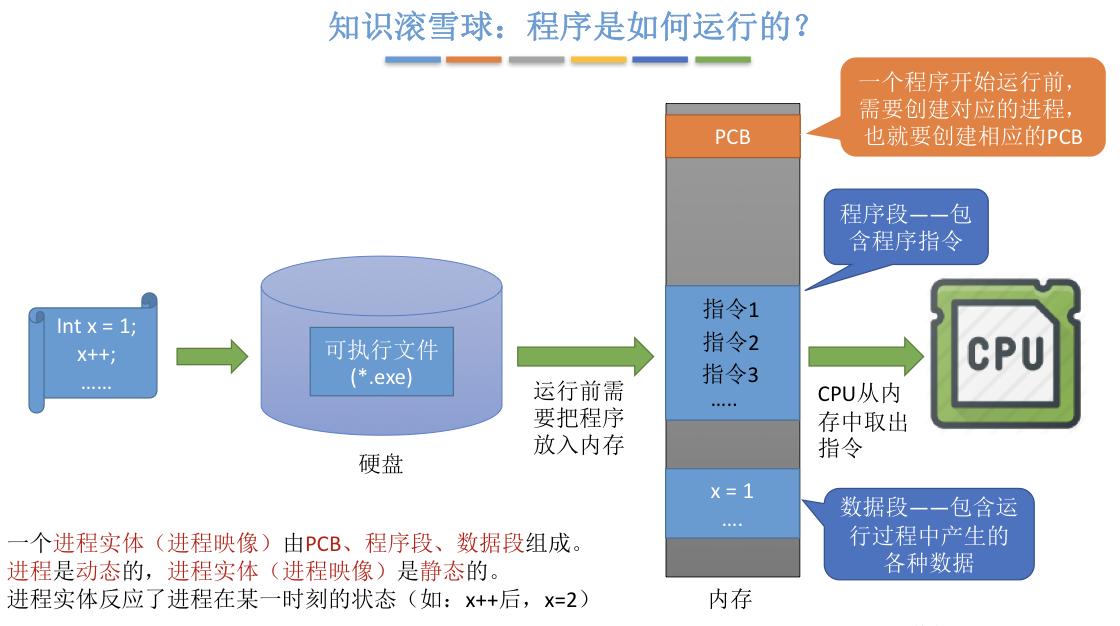 知识滚雪球：程序是如何运行的？
一个程序开始运行前，
需要创建对应的进程，
也就要创建相应的PCB
PCB
程序段——包
含程序指令
Int x = 1;
x++;
……
可执行文件
(*.exe)
硬盘
运行前需
要把程序
放入内存
指令1
指令2
指令3
…..
CPU从内
存中取出
指令
CPU
x = 1
….
数据段——包含运
行过程中产生的
各种数据
内存
一个进程实体（进程映像）由PCB、程序段、数据段组成。
进程是动态的，进程实体（进程映像）是静态的。
进程实体反应了进程在某一时刻的状态（如：x++后，x=2）